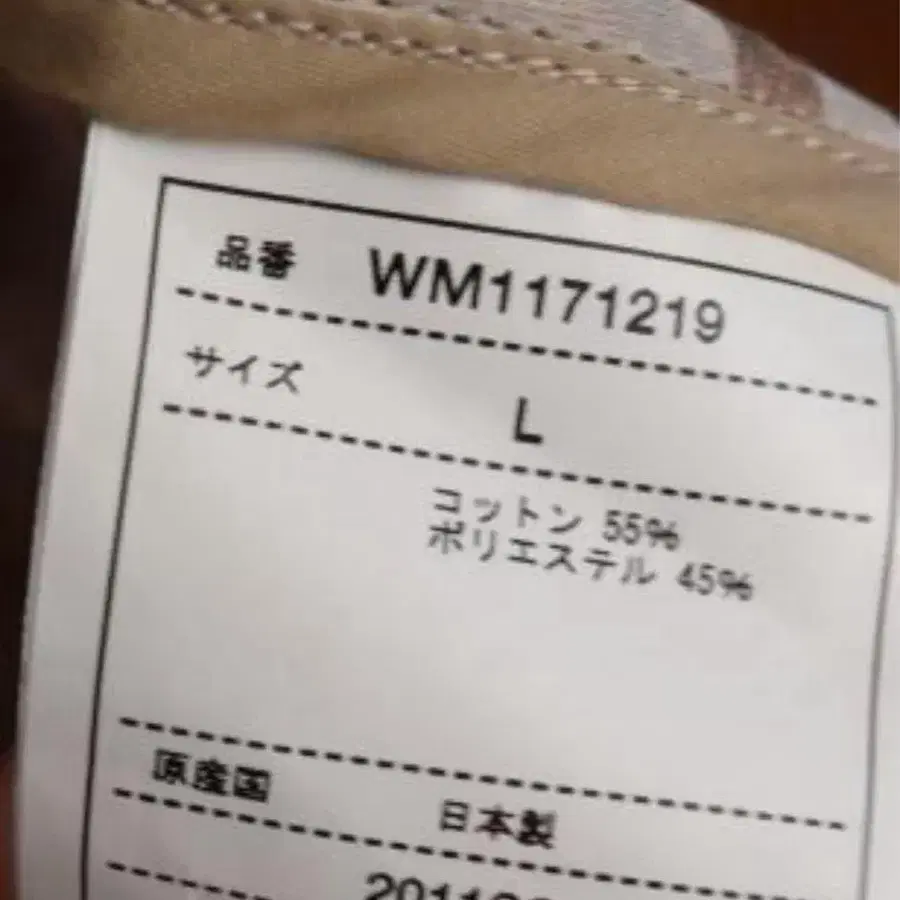 品番 WM1171219
サイズ
L
コットン 55%
ポリエステル 45%
原産国 日本製